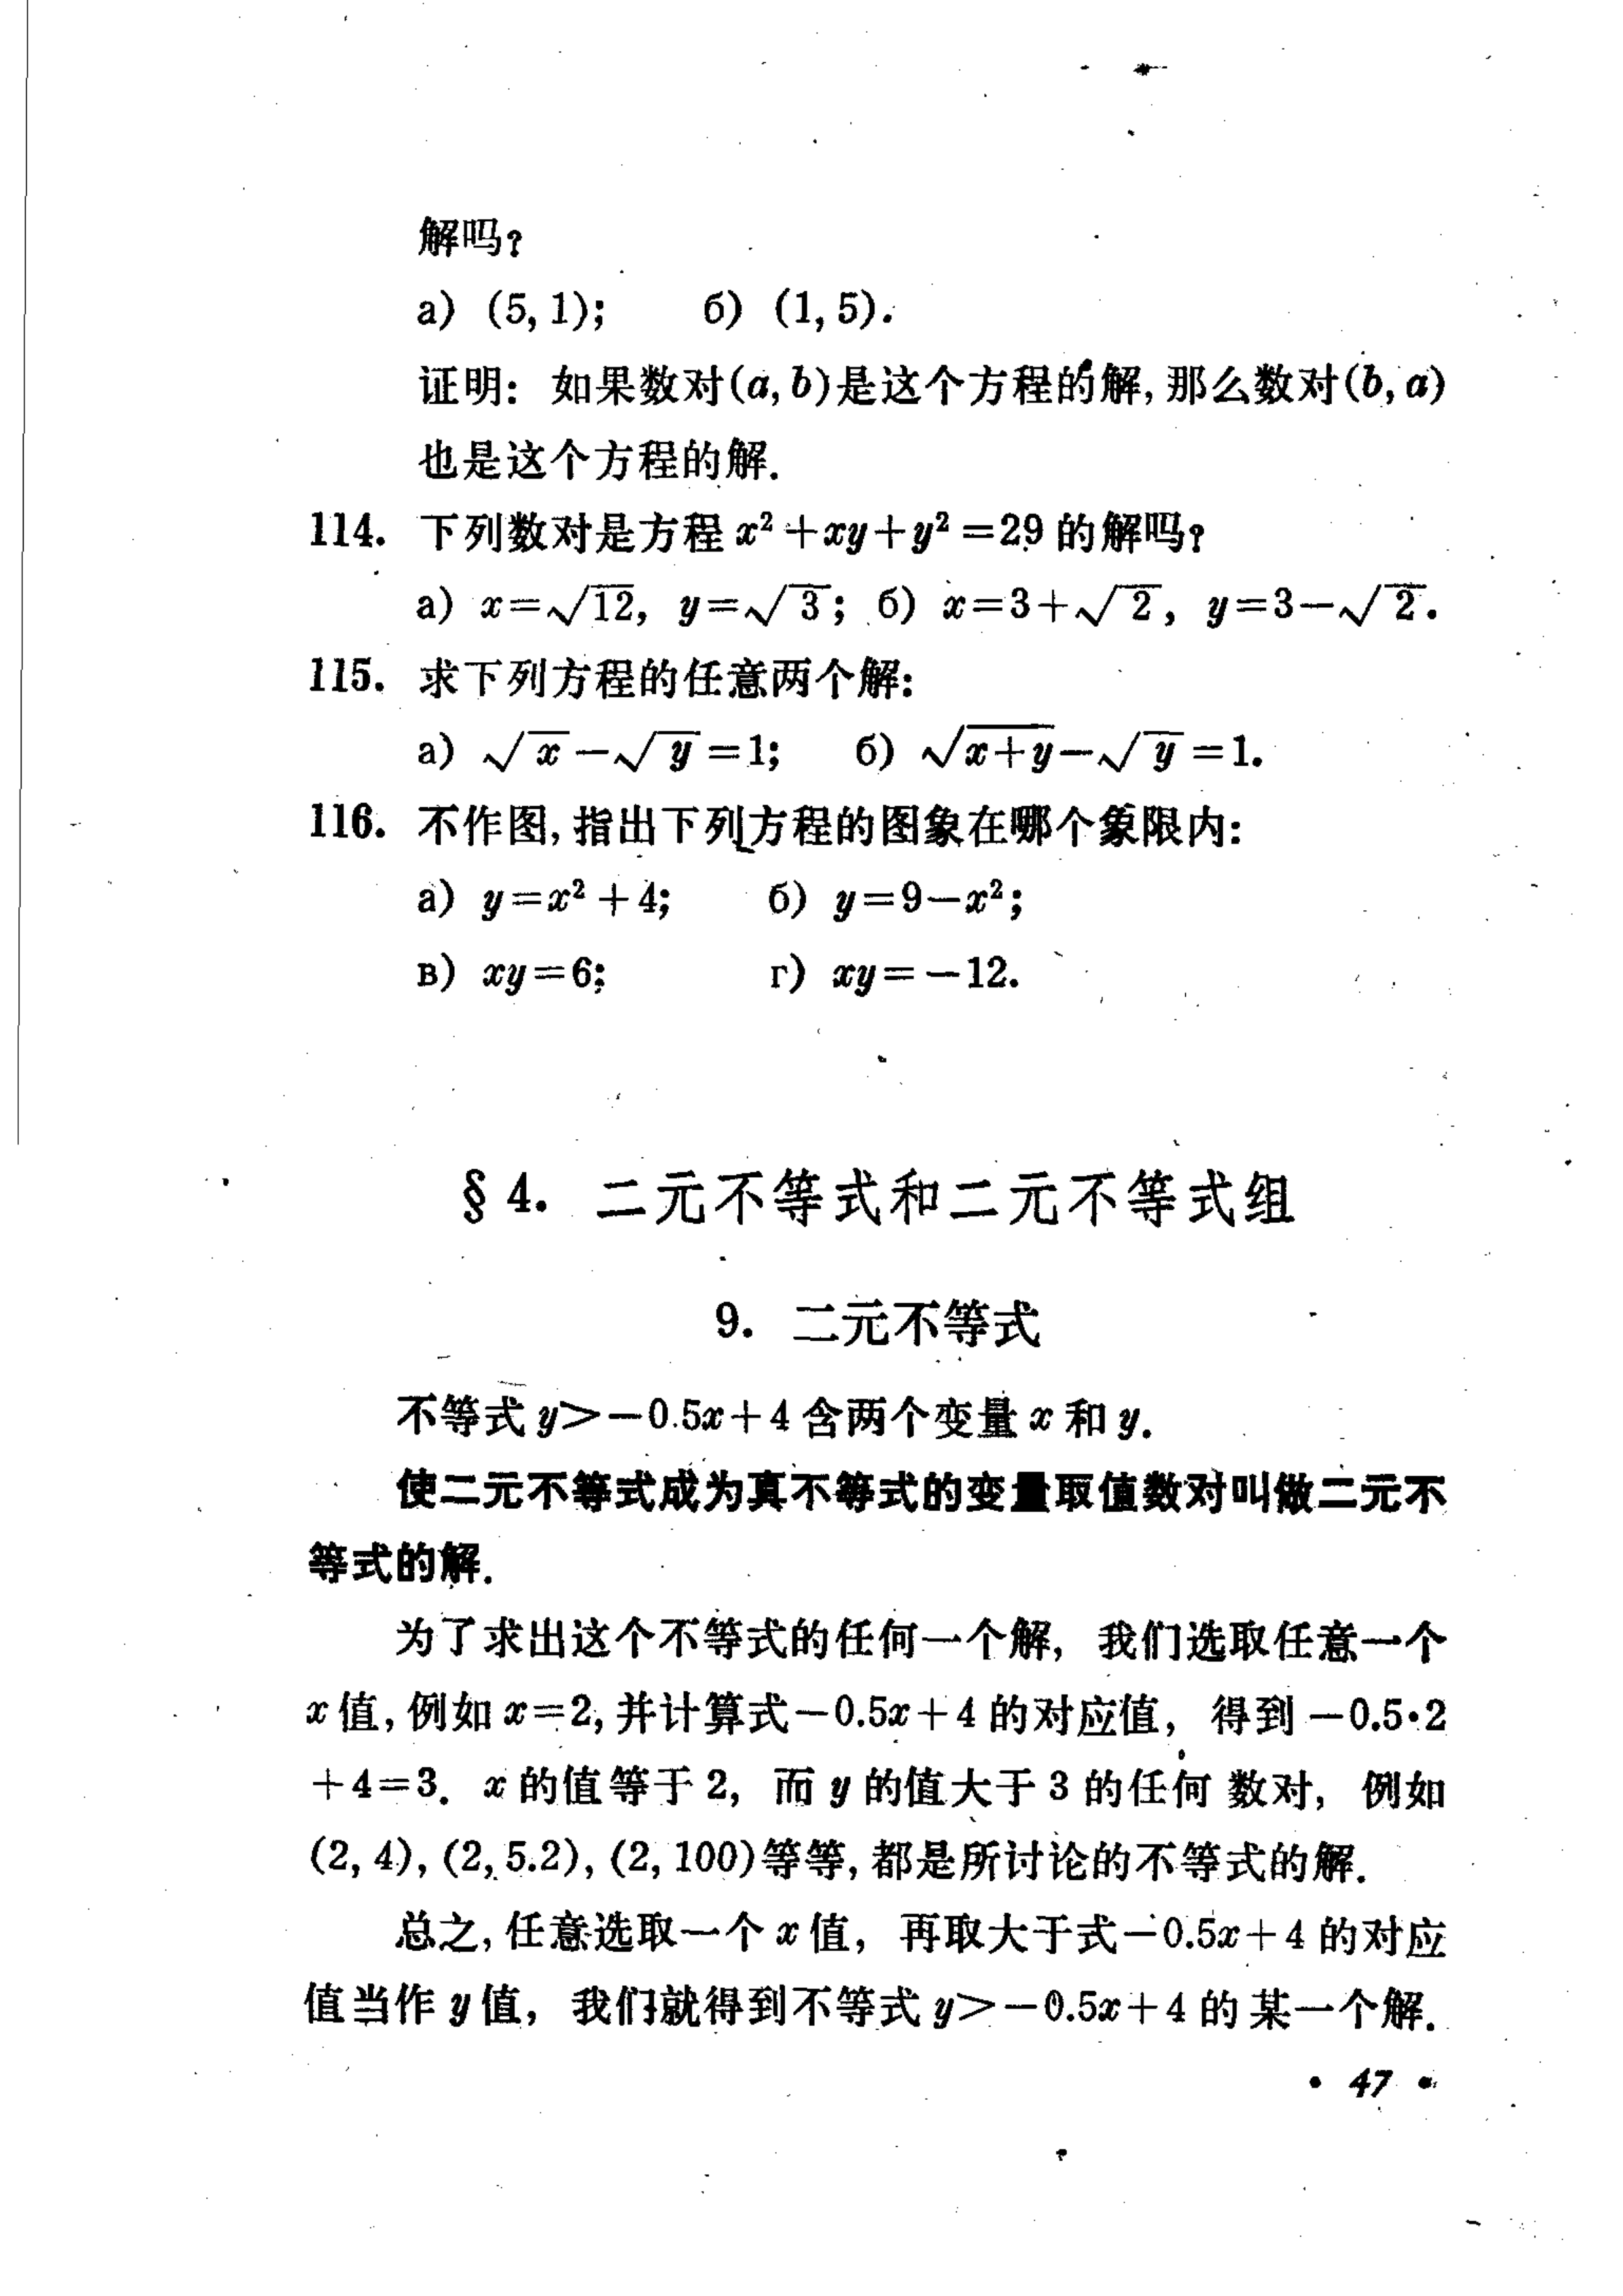 解吗?
а) (5, 1);  б) (1, 5).
证明: 如果数对(a, b)是这个方程的解, 那么数对(b, a)
也是这个方程的解.
114. 下列数对是方程 x²+xy+y²=29 的解吗?
а) x=√12, y=√3; б) x=3+√2, y=3−√2.
115. 求下列方程的任意两个解:
а) √x−√y=1;  б) √(x+y)−√y=1.
116. 不作图, 指出下列方程的图象在哪个象限内:
а) y=x²+4;  б) y=9−x²;
в) xy=6;  г) xy=−12.
§ 4. 二元不等式和二元不等式组
9. 二元不等式
不等式 y>−0.5x+4 含两个变量 x 和 y.
使二元不等式成为真不等式的变量取值数对叫做二元不
等式的解.
为了求出这个不等式的任何一个解, 我们选取任意一个
x 值, 例如 x=2, 并计算式−0.5x+4 的对应值, 得到 −0.5·2
+4=3. x 的值等于 2, 而 y 的值大于 3 的任何数对, 例如
(2, 4), (2, 5.2), (2, 100)等等, 都是所讨论的不等式的解.
总之, 任意选取一个 x 值, 再取大于式−0.5x+4 的对应
值当作 y 值, 我们就得到不等式 y>−0.5x+4 的某一个解.
• 47 •